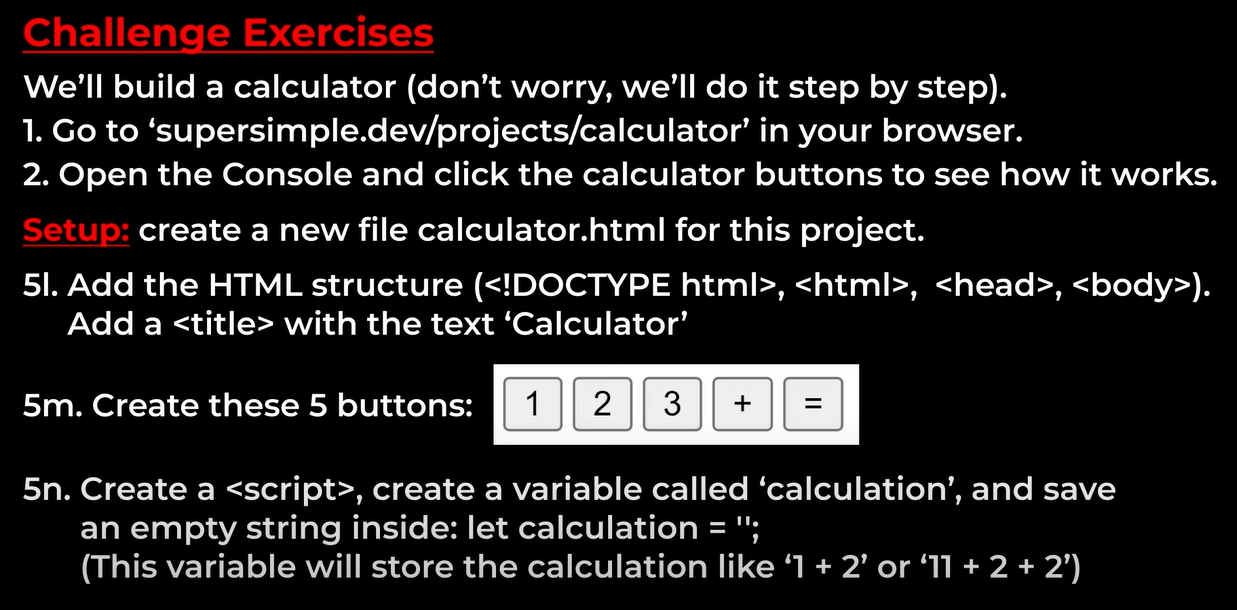 Challenge Exercises
We’ll build a calculator (don’t worry, we’ll do it step by step).
1. Go to ‘supersimple.dev/projects/calculator’ in your browser.
2. Open the Console and click the calculator buttons to see how it works.
Setup: create a new file calculator.html for this project.
5l. Add the HTML structure (<!DOCTYPE html>, <html>, <head>, <body>).
Add a <title> with the text ‘Calculator’
5m. Create these 5 buttons: 1 2 3 + =
5n. Create a <script>, create a variable called ‘calculation’, and save
an empty string inside: let calculation = '';
(This variable will store the calculation like ‘1 + 2’ or ‘11 + 2 + 2’)